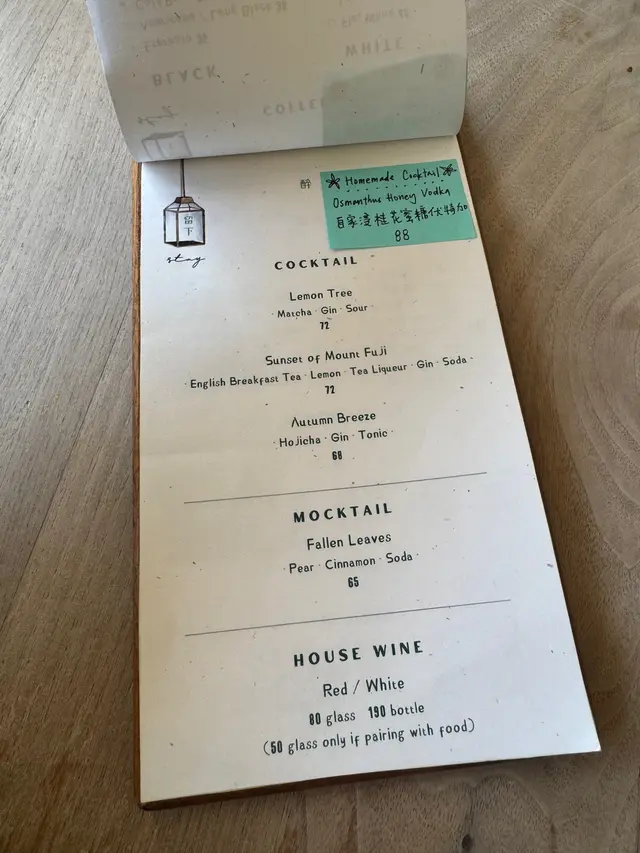 留
下
stay
醉
Homemade Cocktail
Osmanthus Honey Vodka
自家浸桂花蜜糖伏特加
88
COCKTAIL
Lemon Tree
· Matcha · Gin · Sour ·
72
Sunset of Mount Fuji
· English Breakfast Tea · Lemon · Tea Liqueur · Gin · Soda ·
72
Autumn Breeze
· Hojicha · Gin · Tonic ·
68
MOCKTAIL
Fallen Leaves
· Pear · Cinnamon · Soda ·
65
HOUSE WINE
Red / White
80 glass 190 bottle
(50 glass only if pairing with food)